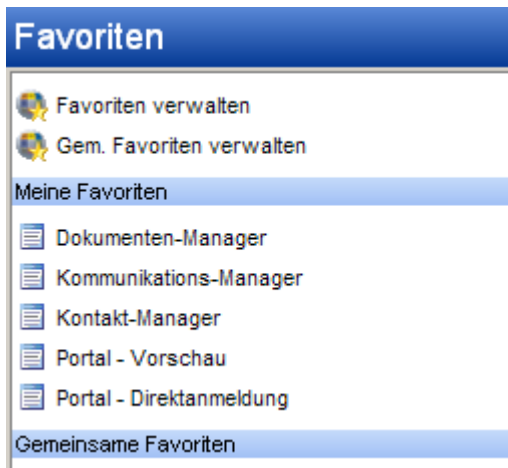 Favoriten
Favoriten verwalten
Gem. Favoriten verwalten
Meine Favoriten
Dokumenten-Manager
Kommunikations-Manager
Kontakt-Manager
Portal - Vorschau
Portal - Direktanmeldung
Gemeinsame Favoriten